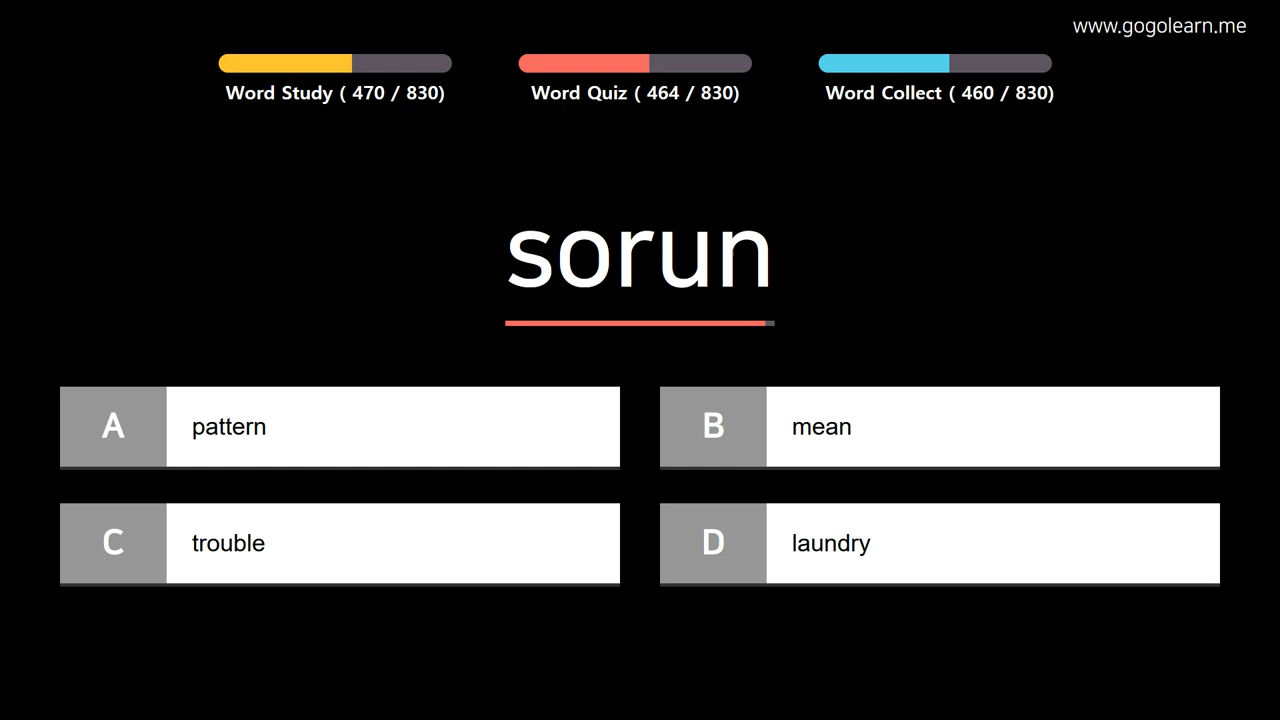 www.gogolearn.me
Word Study ( 470 / 830)
Word Quiz ( 464 / 830)
Word Collect ( 460 / 830)
sorun
A pattern
B mean
C trouble
D laundry